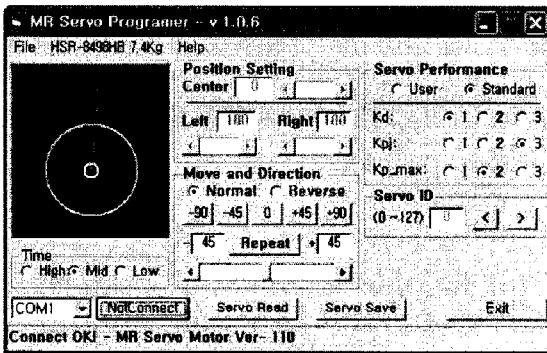 MR Servo Programer - v 1.0.6
File HSR-8498HB 7.4Kg Help
Position Setting
Center 0
Left 180 Right 180
Move and Direction
Normal Reverse
-90 -45 0 +45 +90
- 45 Repeat + 45
Servo Performance
User Standard
Kd: 1 2 3
Kpj: 1 2 3
Kp_max: 1 2 3
Servo ID
(0 ~127) 0 < >
Time
High Mid Low
COM1 NotConnect Servo Read Servo Save Exit
Connect OK! - MR Servo Motor Ver- 110